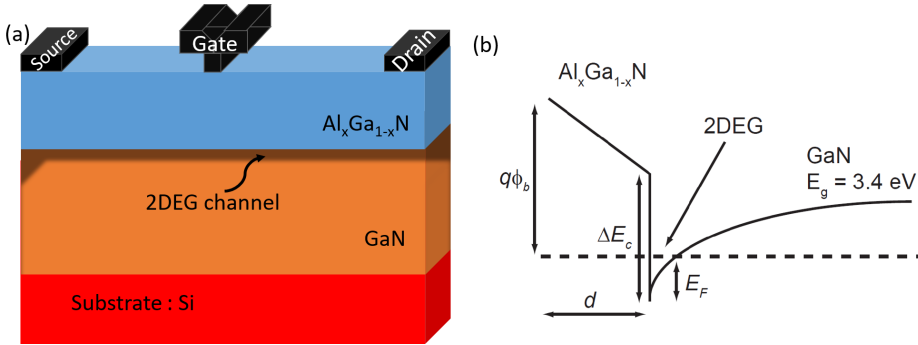 (a)
Source
Gate
Drain
AlxGa1-xN
2DEG channel
GaN
Substrate : Si
(b)
AlxGa1-xN
2DEG
GaN
Eg = 3.4 eV
qϕb
ΔEc
EF
d